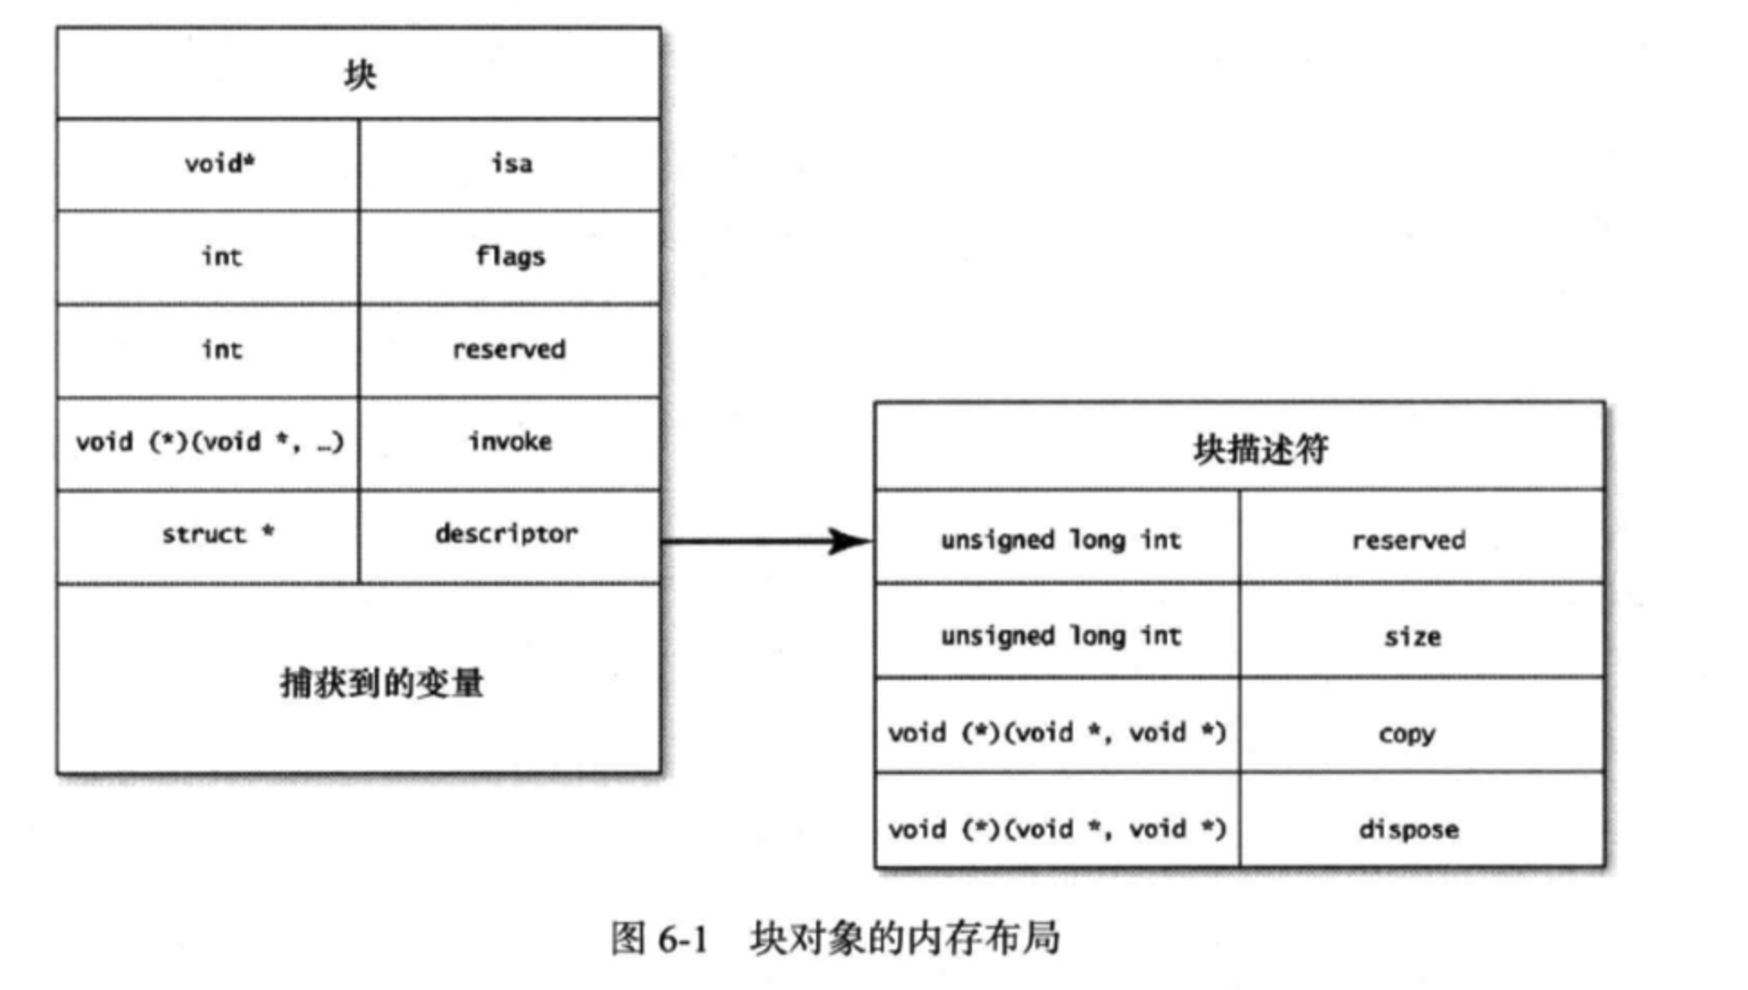 块
void* isa
int flags
int reserved
void (*)(void *, …) invoke
struct * descriptor
捕获到的变量
块描述符
unsigned long int reserved
unsigned long int size
void (*)(void *, void *) copy
void (*)(void *, void *) dispose
图 6-1 块对象的内存布局